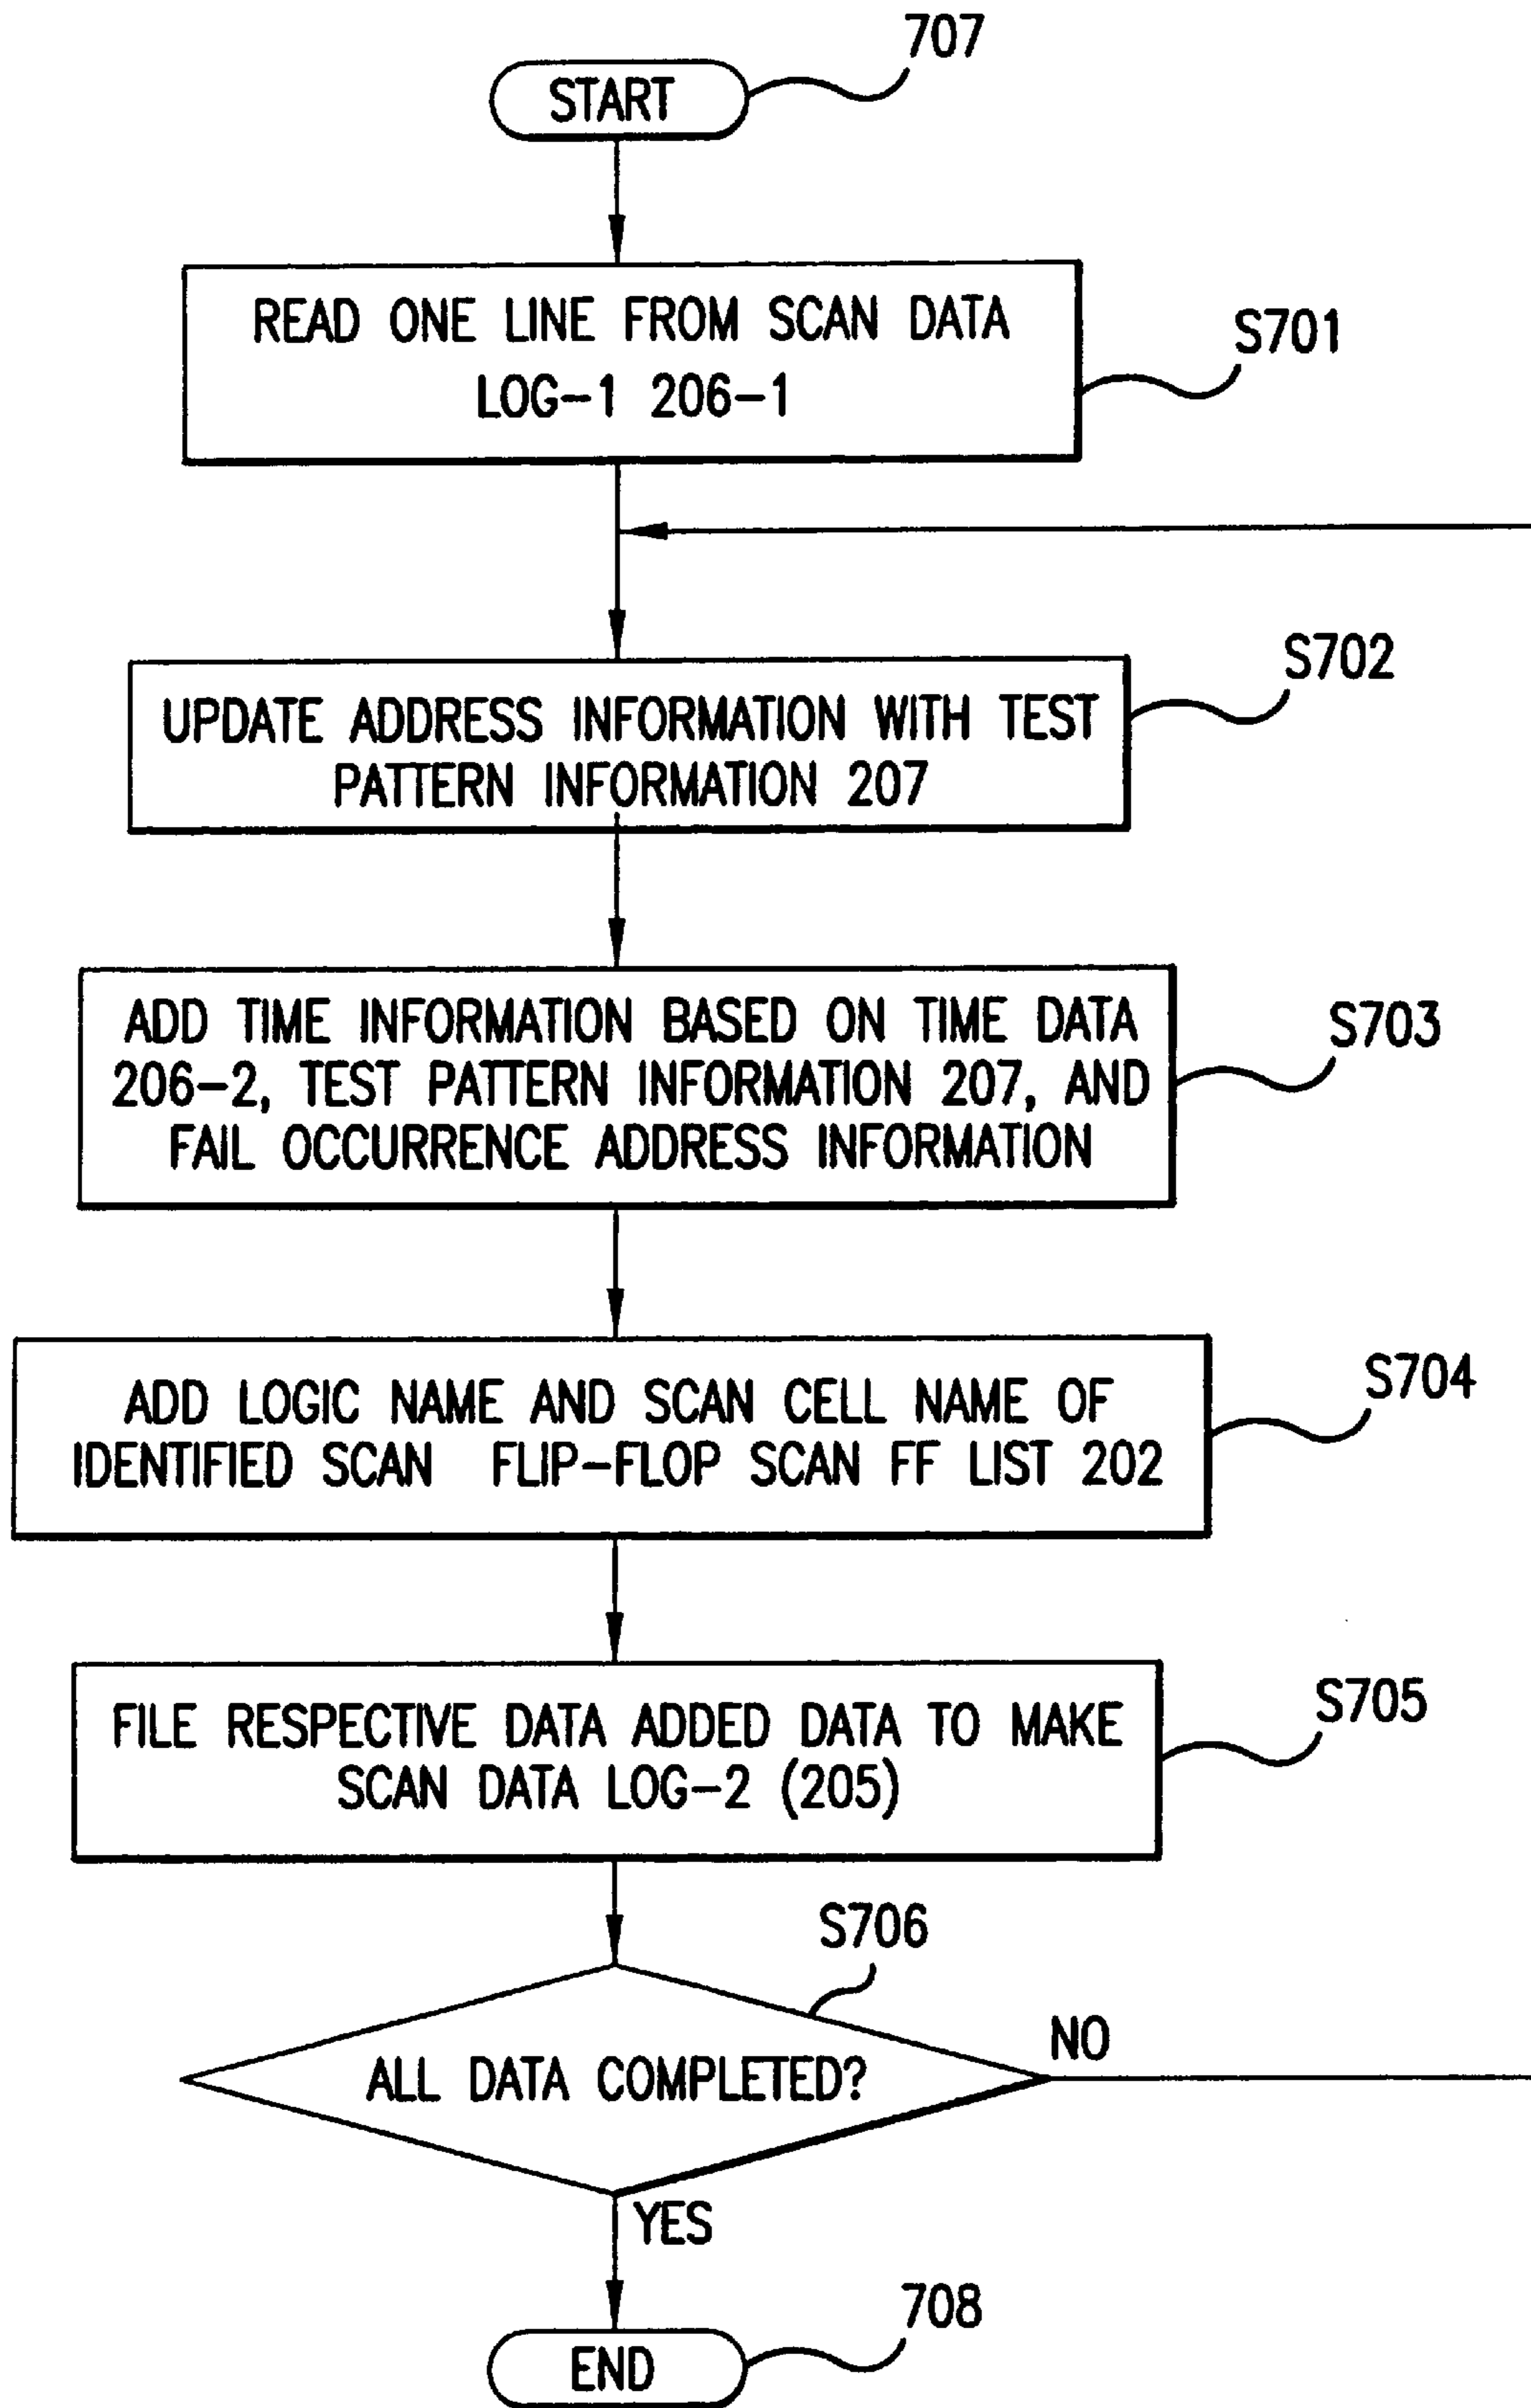 707
START
READ ONE LINE FROM SCAN DATA
LOG-1 206-1
S701
S702
UPDATE ADDRESS INFORMATION WITH TEST
PATTERN INFORMATION 207
S703
ADD TIME INFORMATION BASED ON TIME DATA
206-2, TEST PATTERN INFORMATION 207, AND
FAIL OCCURRENCE ADDRESS INFORMATION
S704
ADD LOGIC NAME AND SCAN CELL NAME OF
IDENTIFIED SCAN FLIP-FLOP SCAN FF LIST 202
S705
FILE RESPECTIVE DATA ADDED DATA TO MAKE
SCAN DATA LOG-2 (205)
S706
ALL DATA COMPLETED?
NO
YES
708
END